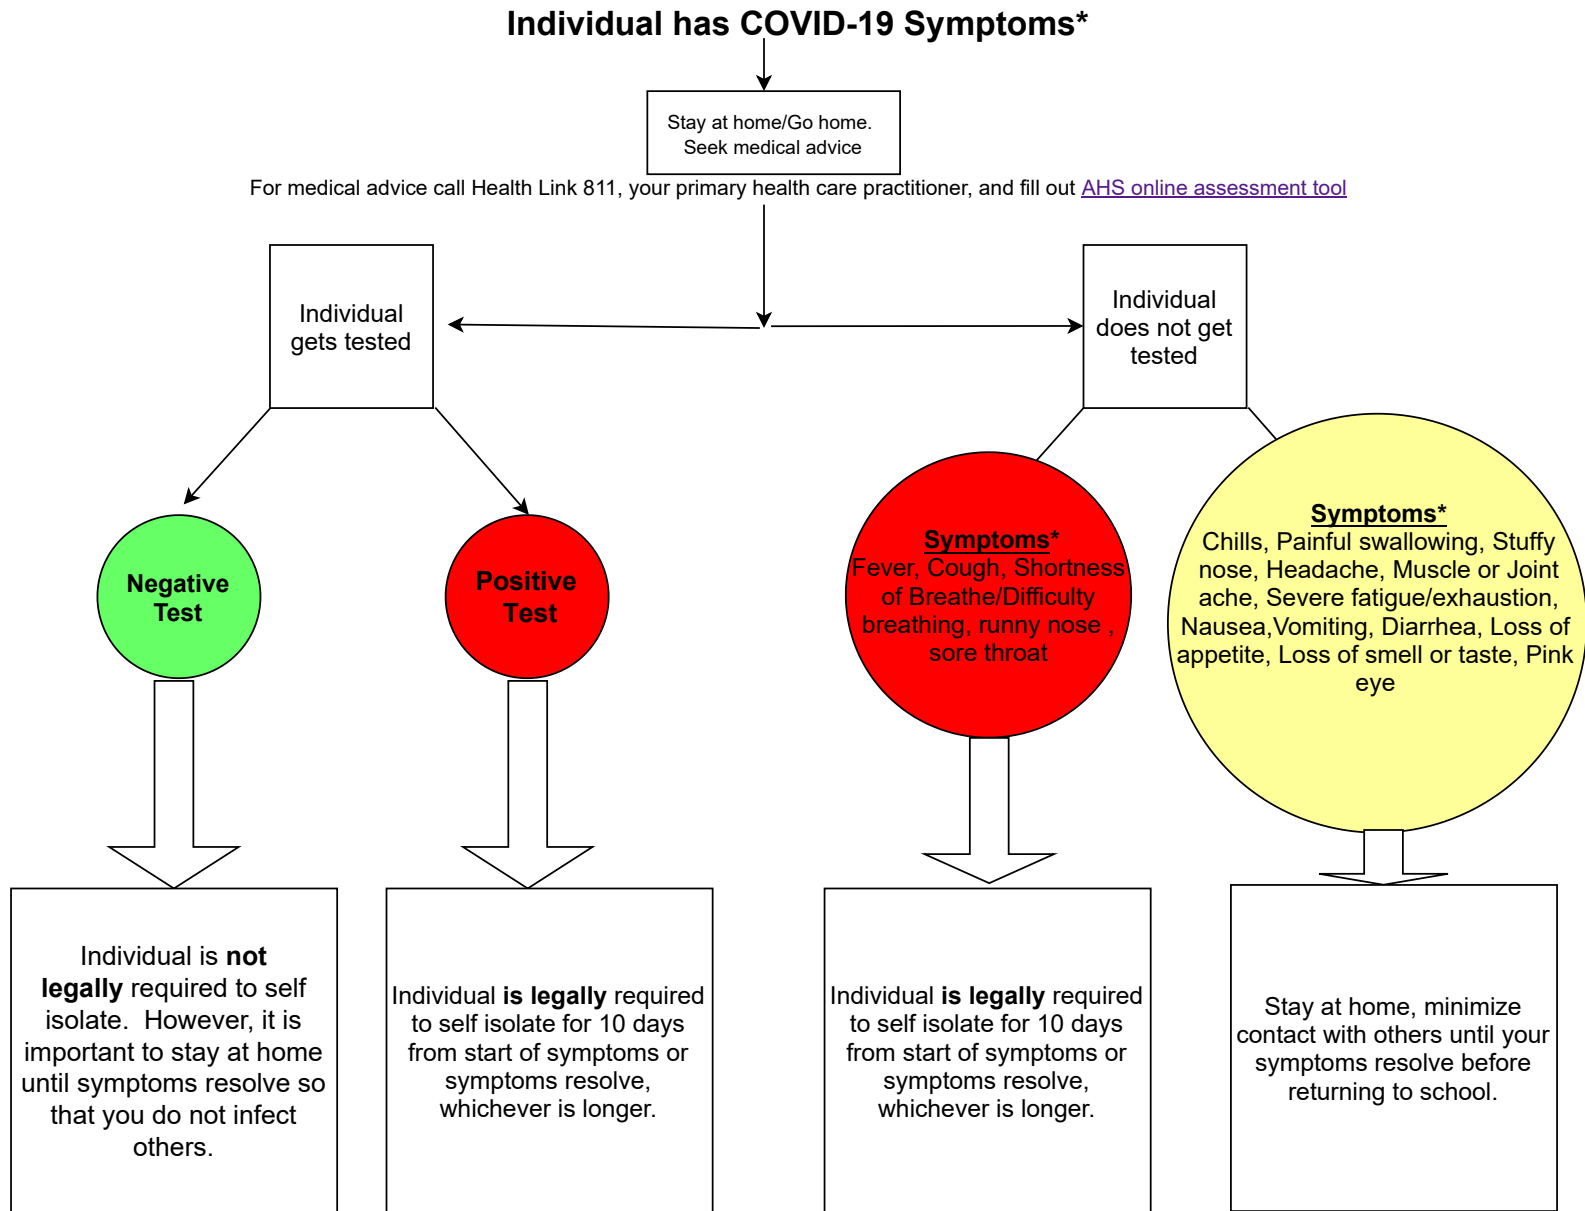 Individual has COVID-19 Symptoms*
Stay at home/Go home.
Seek medical advice
For medical advice call Health Link 811, your primary health care practitioner, and fill out AHS online assessment tool
Individual
gets tested
Individual
does not get
tested
Negative
Test
Positive
Test
Symptoms*
Fever, Cough, Shortness
of Breathe/Difficulty
breathing, runny nose ,
sore throat
Symptoms*
Chills, Painful swallowing, Stuffy
nose, Headache, Muscle or Joint
ache, Severe fatigue/exhaustion,
Nausea,Vomiting, Diarrhea, Loss of
appetite, Loss of smell or taste, Pink
eye
Individual is not
legally required to self
isolate. However, it is
important to stay at home
until symptoms resolve so
that you do not infect
others.
Individual is legally required
to self isolate for 10 days
from start of symptoms or
symptoms resolve,
whichever is longer.
Individual is legally required
to self isolate for 10 days
from start of symptoms or
symptoms resolve,
whichever is longer.
Stay at home, minimize
contact with others until your
symptoms resolve before
returning to school.